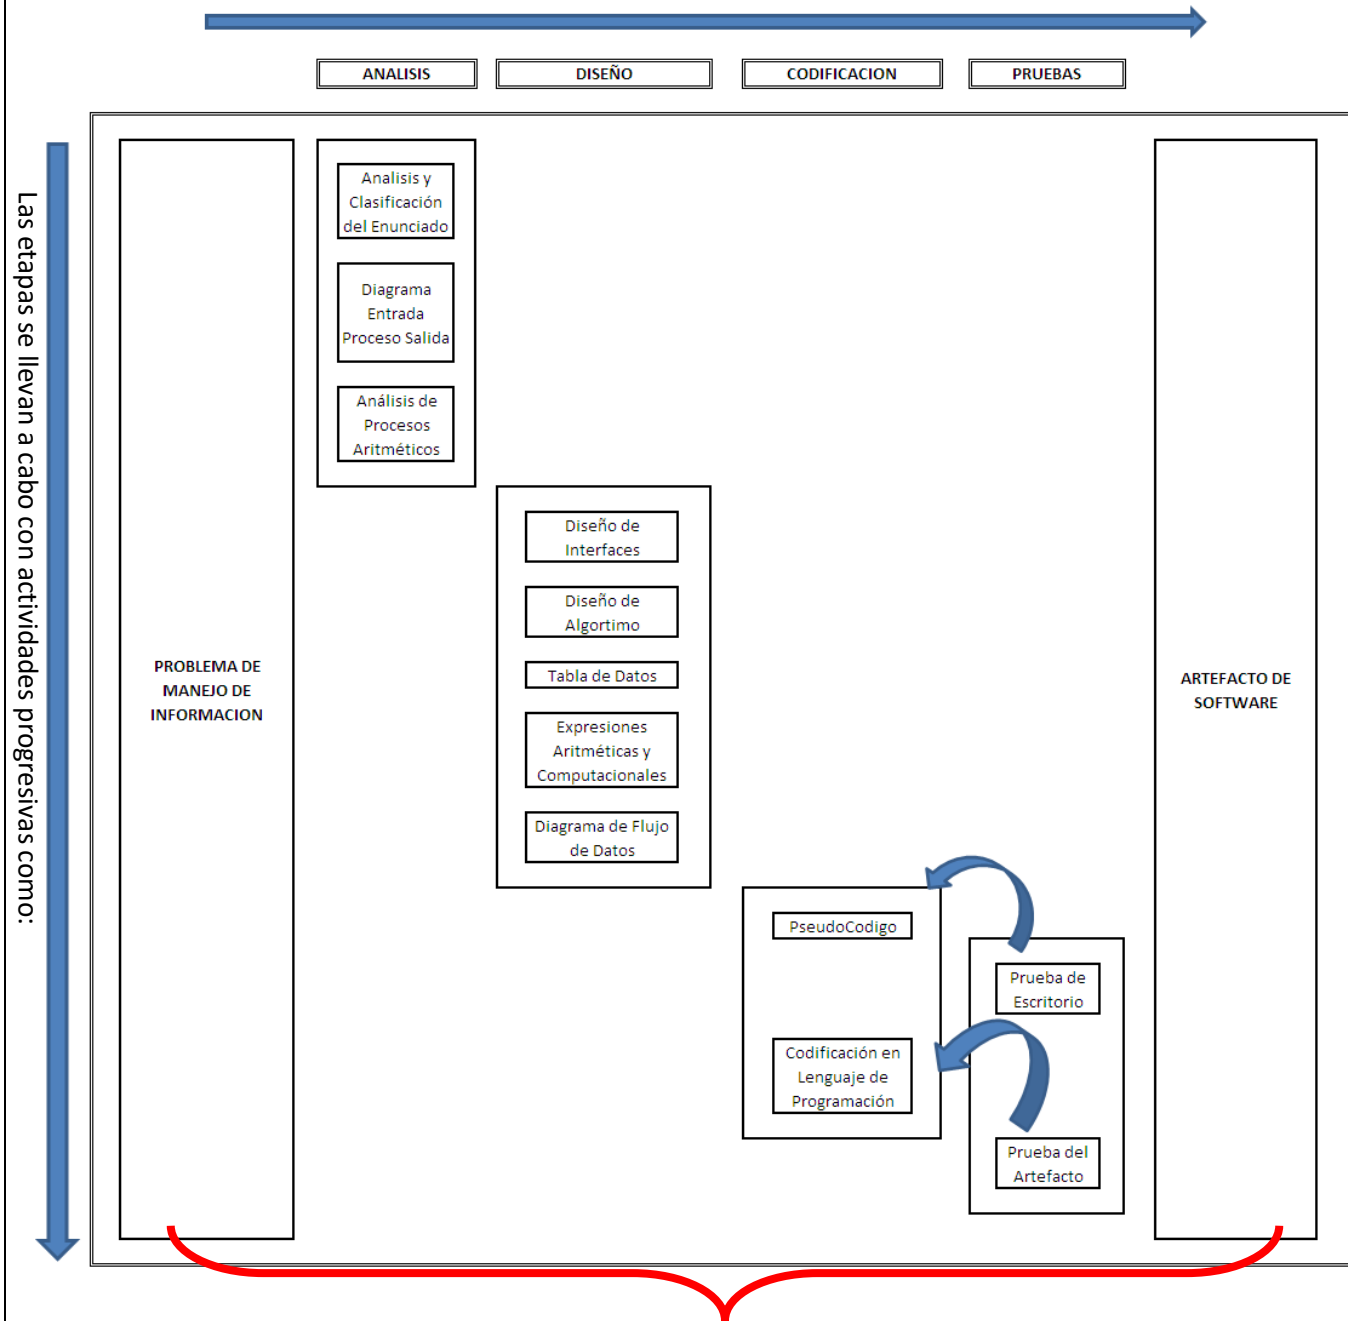 ANALISIS
DISEÑO
CODIFICACION
PRUEBAS
Las etapas se llevan a cabo con actividades progresivas como:
PROBLEMA DE
MANEJO DE
INFORMACION
Analisis y
Clasificación
del Enunciado
Diagrama
Entrada
Proceso Salida
Análisis de
Procesos
Aritméticos
Diseño de
Interfaces
Diseño de
Algortimo
Tabla de Datos
Expresiones
Aritméticas y
Computacionales
Diagrama de Flujo
de Datos
PseudoCodigo
Codificación en
Lenguaje de
Programación
Prueba de
Escritorio
Prueba del
Artefacto
ARTEFACTO DE
SOFTWARE